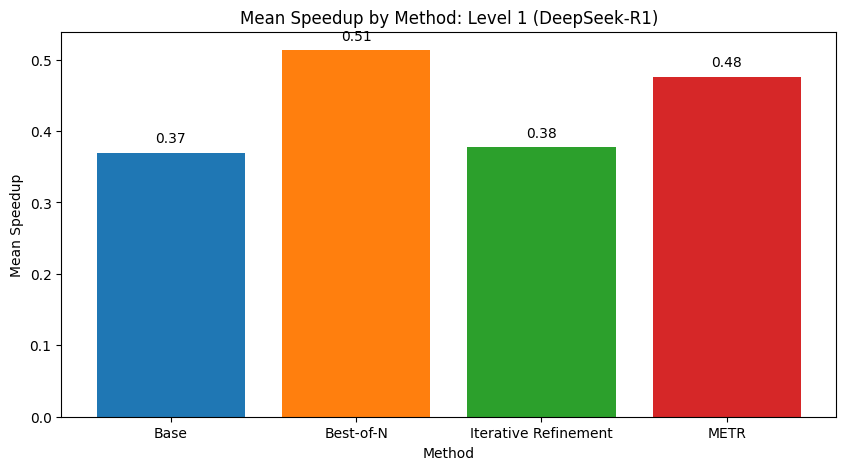 Mean Speedup by Method: Level 1 (DeepSeek-R1)
Mean Speedup
0.5
0.4
0.3
0.2
0.1
0.0
0.37
0.51
0.38
0.48
Base
Best-of-N
Iterative Refinement
METR
Method